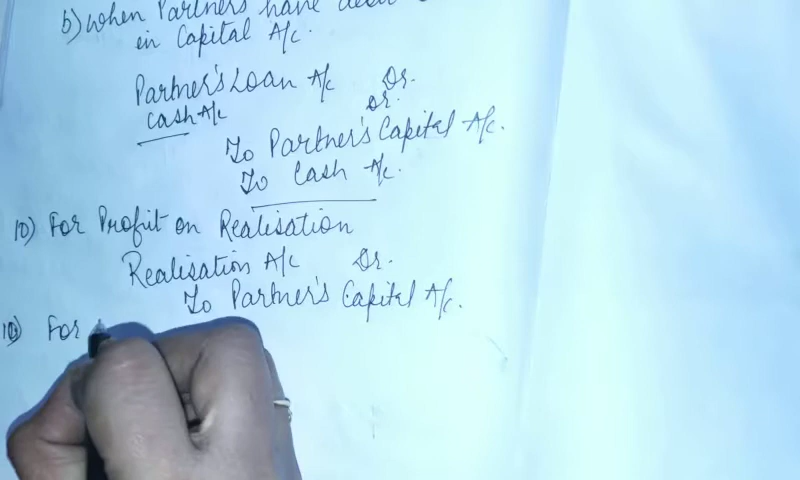 b) When Partners have
in Capital A/c.
Partner's Loan A/c Dr.
Cash A/c Dr.
To Partner's Capital A/c.
To Cash A/c.
10) For Profit on Realisation
Realisation A/c Dr.
To Partner's Capital A/c.
For